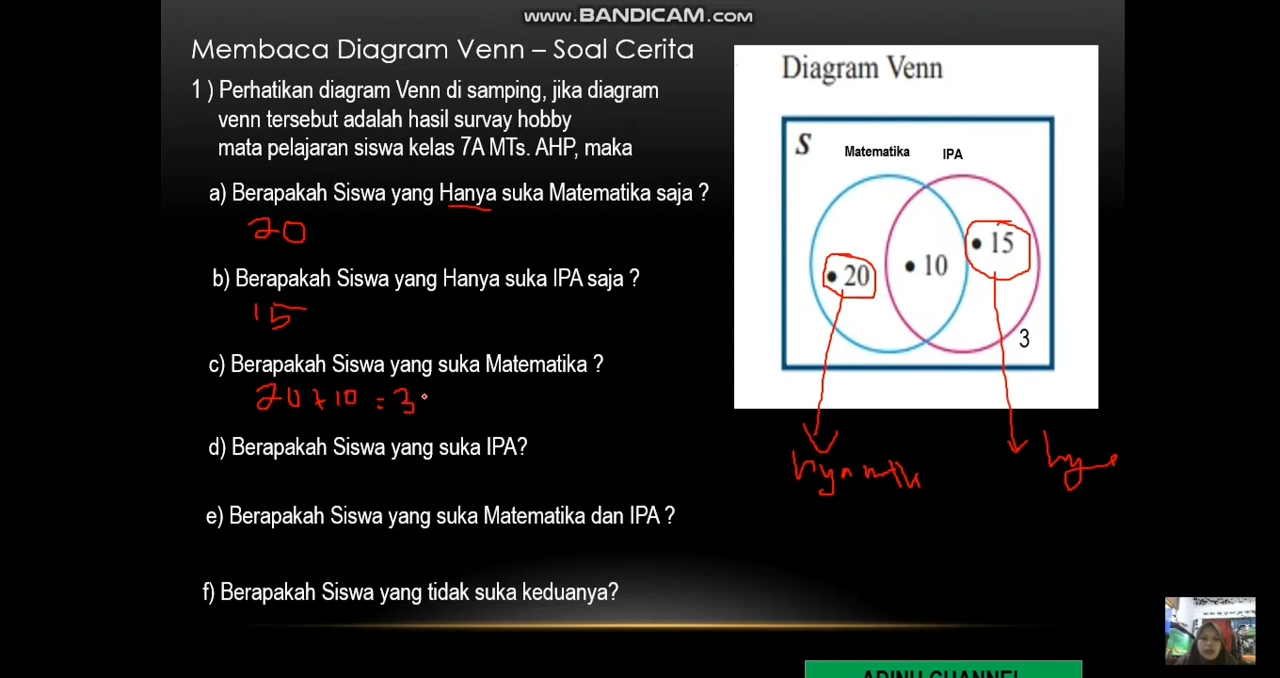 www.BANDICAM.com
Membaca Diagram Venn – Soal Cerita
1 ) Perhatikan diagram Venn di samping, jika diagram
venn tersebut adalah hasil survay hobby
mata pelajaran siswa kelas 7A MTs. AHP, maka
a) Berapakah Siswa yang Hanya suka Matematika saja ?
20
b) Berapakah Siswa yang Hanya suka IPA saja ?
15
c) Berapakah Siswa yang suka Matematika ?
20 + 10 = 3
d) Berapakah Siswa yang suka IPA?
e) Berapakah Siswa yang suka Matematika dan IPA ?
f) Berapakah Siswa yang tidak suka keduanya?
Diagram Venn
S
Matematika IPA
• 20 • 10 • 15
3
hya mtk
ADINU CHANNEL